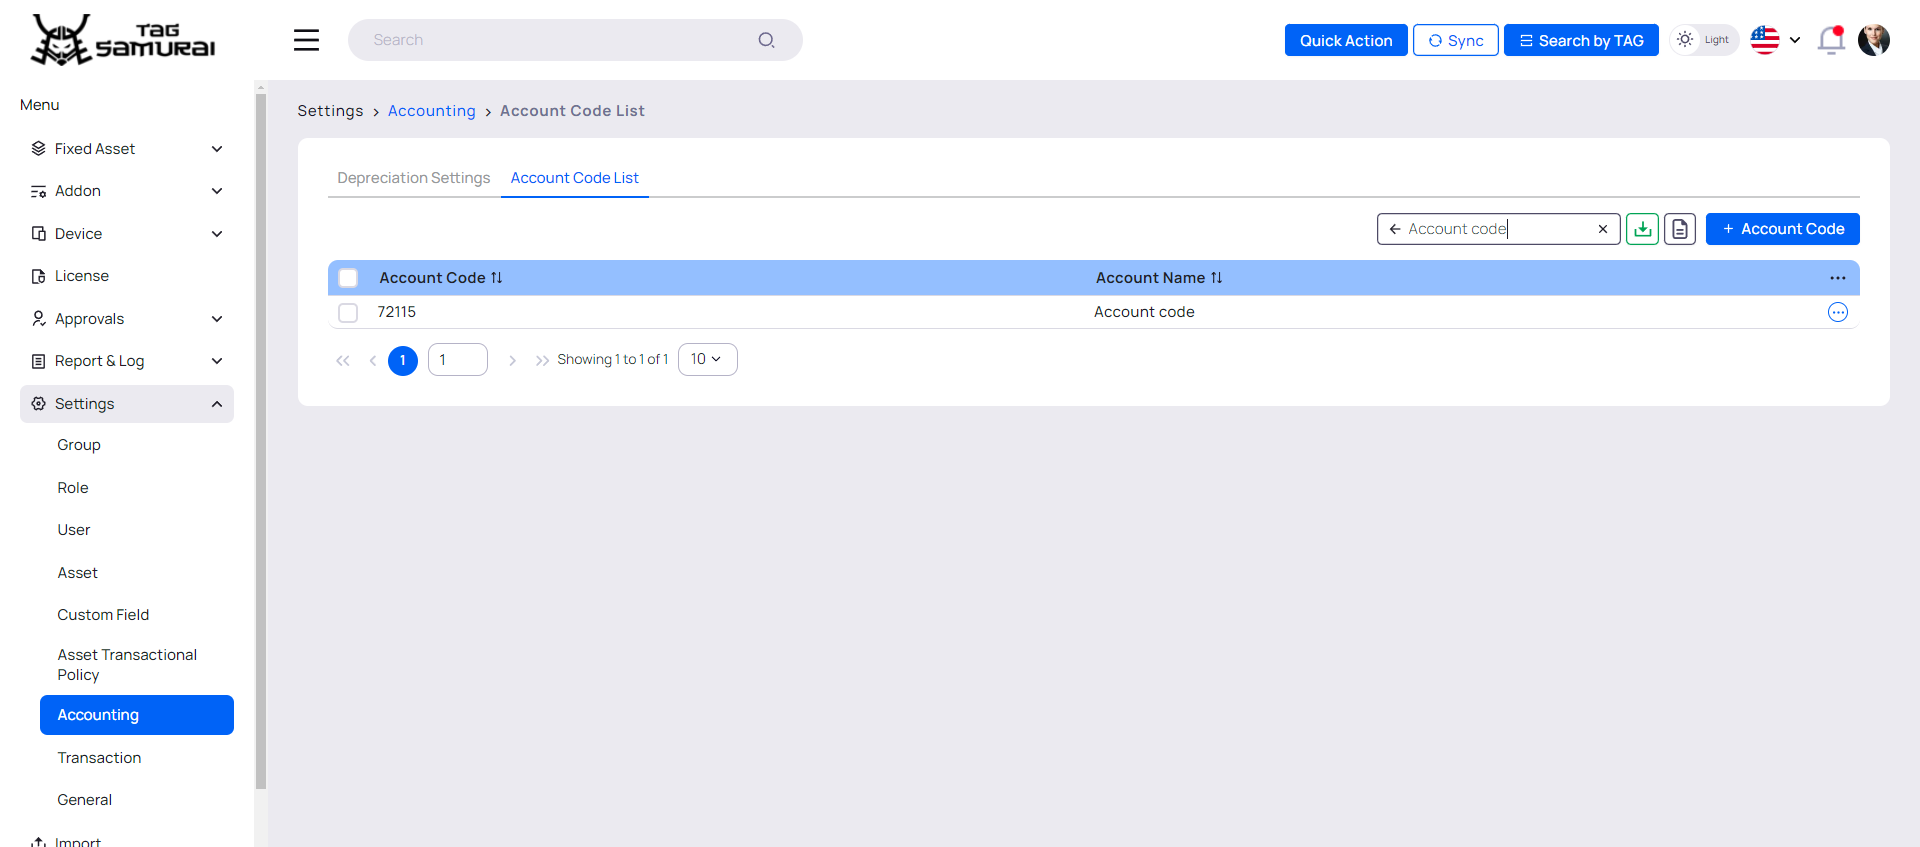 TAG
SAMURAI
Search
Quick Action
Sync
Search by TAG
Light
Menu
Fixed Asset
Addon
Device
License
Approvals
Report & Log
Settings
Group
Role
User
Asset
Custom Field
Asset Transactional
Policy
Accounting
Transaction
General
Import
Settings > Accounting > Account Code List
Depreciation Settings
Account Code List
Account code
+ Account Code
Account Code
Account Name
72115
Account code
1
1
Showing 1 to 1 of 1
10